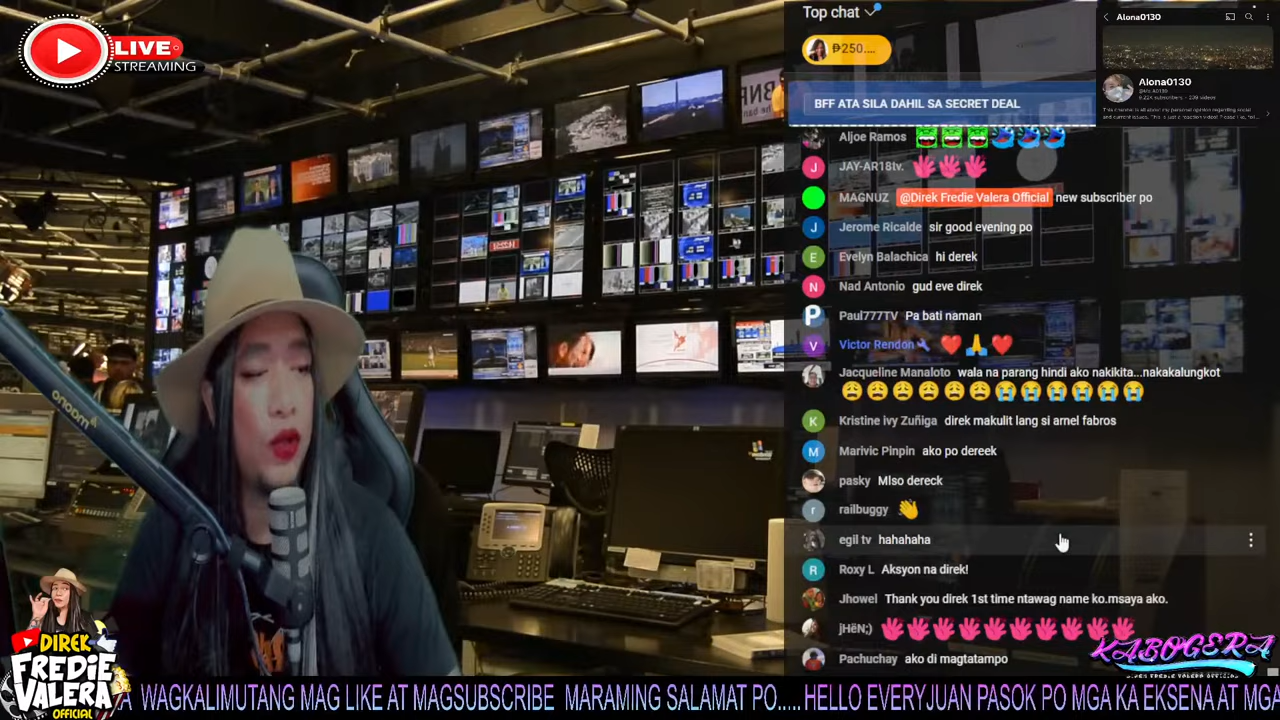 LIVE
STREAMING
Top chat
₱250....
Alona0130
Alona0130
BFF ATA SILA DAHIL SA SECRET DEAL
Aljoe Ramos
JAY-AR18tv.
MAGNUZ @Direk Fredie Valera Official new subscriber po
Jerome Ricalde sir good evening po
Evelyn Balachica hi derek
Nad Antonio gud eve direk
Paul777TV Pa bati naman
Victor Rendon ❤️ 🙏 ❤️
Jacqueline Manaloto wala na parang hindi ako nakikita...nakakalungkot
😩😩😩😩😩😩😭😭😭😭😭😭
Kristine ivy Zuñiga direk makulit lang si arnel fabros
Marivic Pinpin ako po dereek
pasky MIso dereck
railbuggy 👋
egil tv hahahaha
Roxy L Aksyon na direk!
Jhowel Thank you direk 1st time ntawag name ko.msaya ako.
jHëN;)
Pachuchay ako di magtatampo
KABOGERA
DIREK
FREDIE
VALERA
OFFICIAL
A WAGKALIMUTANG MAG LIKE AT MAGSUBSCRIBE MARAMING SALAMAT PO.....HELLO EVERYJUAN PASOK PO MGA KA EKSENA AT MGA
maono